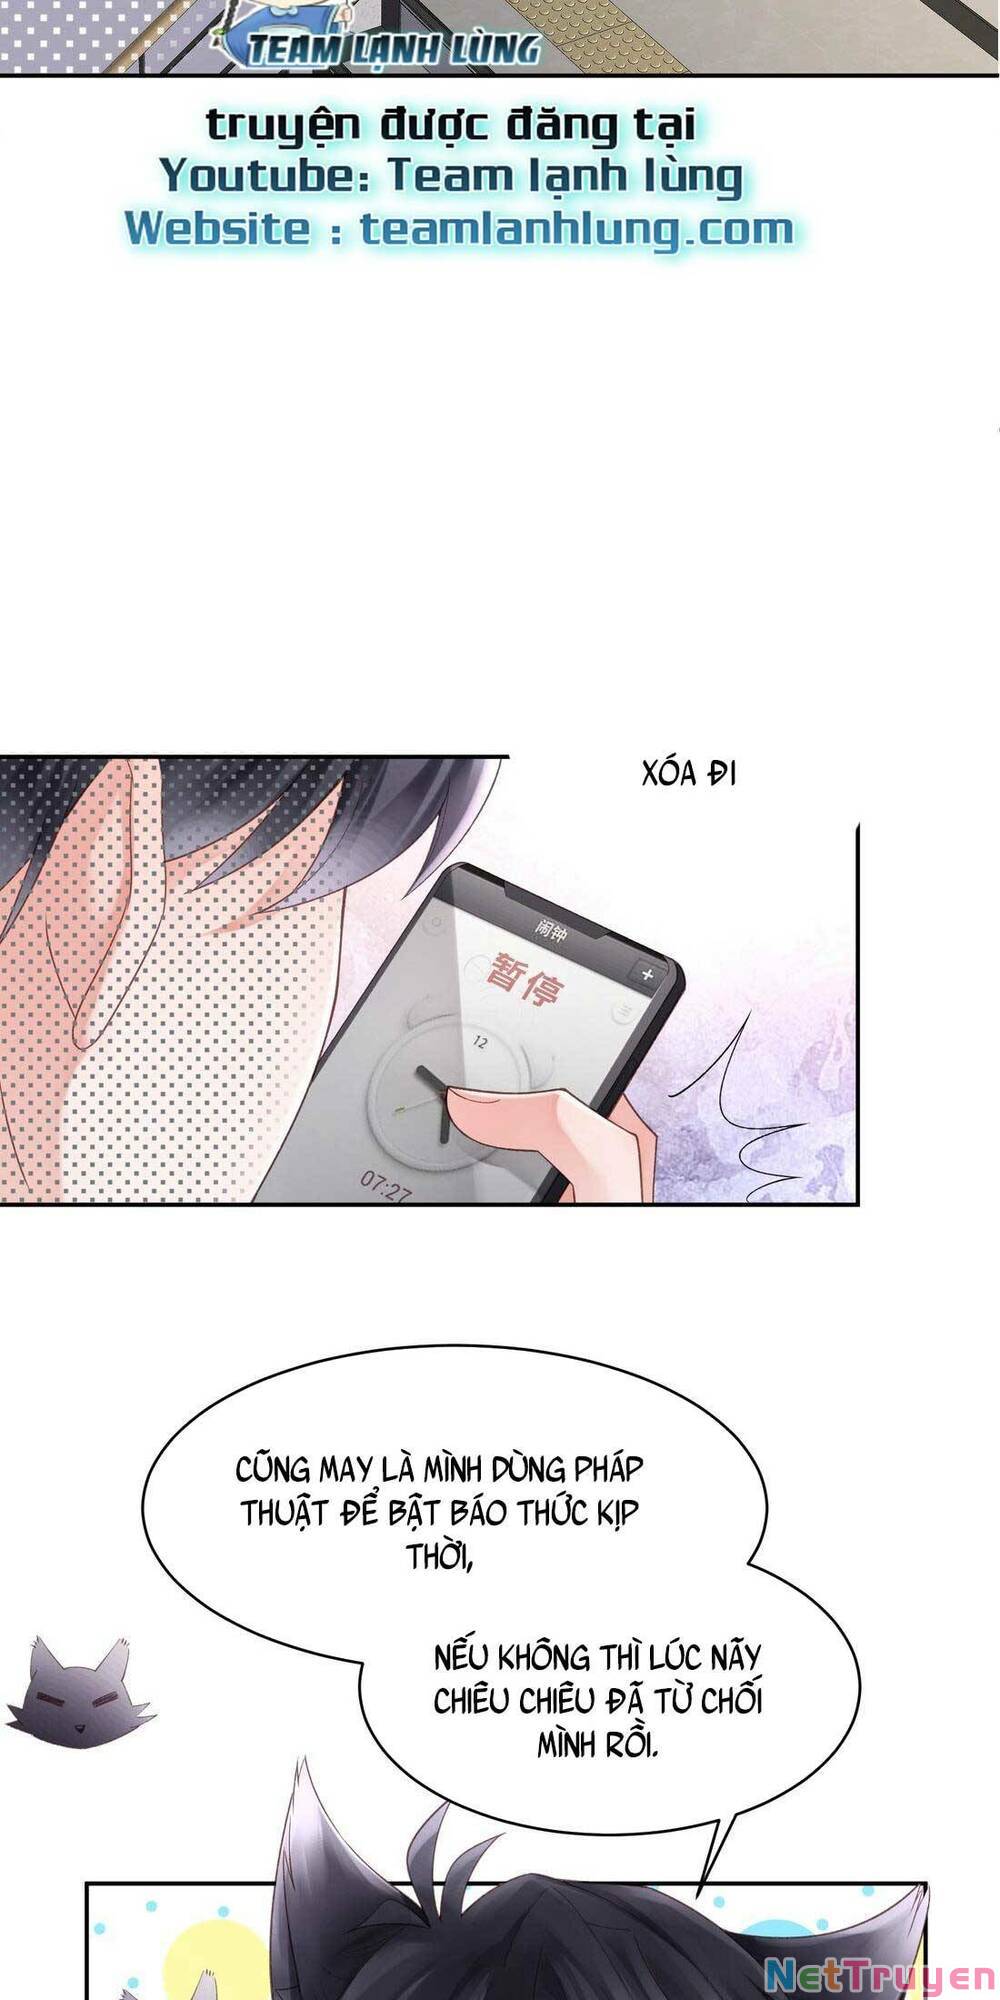 TEAM LẠNH LÙNG
truyện được đăng tại
Youtube: Team lạnh lùng
Website : teamlanhlung.com
XÓA ĐI
闹钟
+
暂停
12
07:27
CŨNG MAY LÀ MÌNH DÙNG PHÁP
THUẬT ĐỂ BẬT BÁO THỨC KỊP
THỜI,
NẾU KHÔNG THÌ LÚC NÃY
CHIÊU CHIÊU ĐÃ TỪ CHỐI
MÌNH RỒI.
NetTruyen